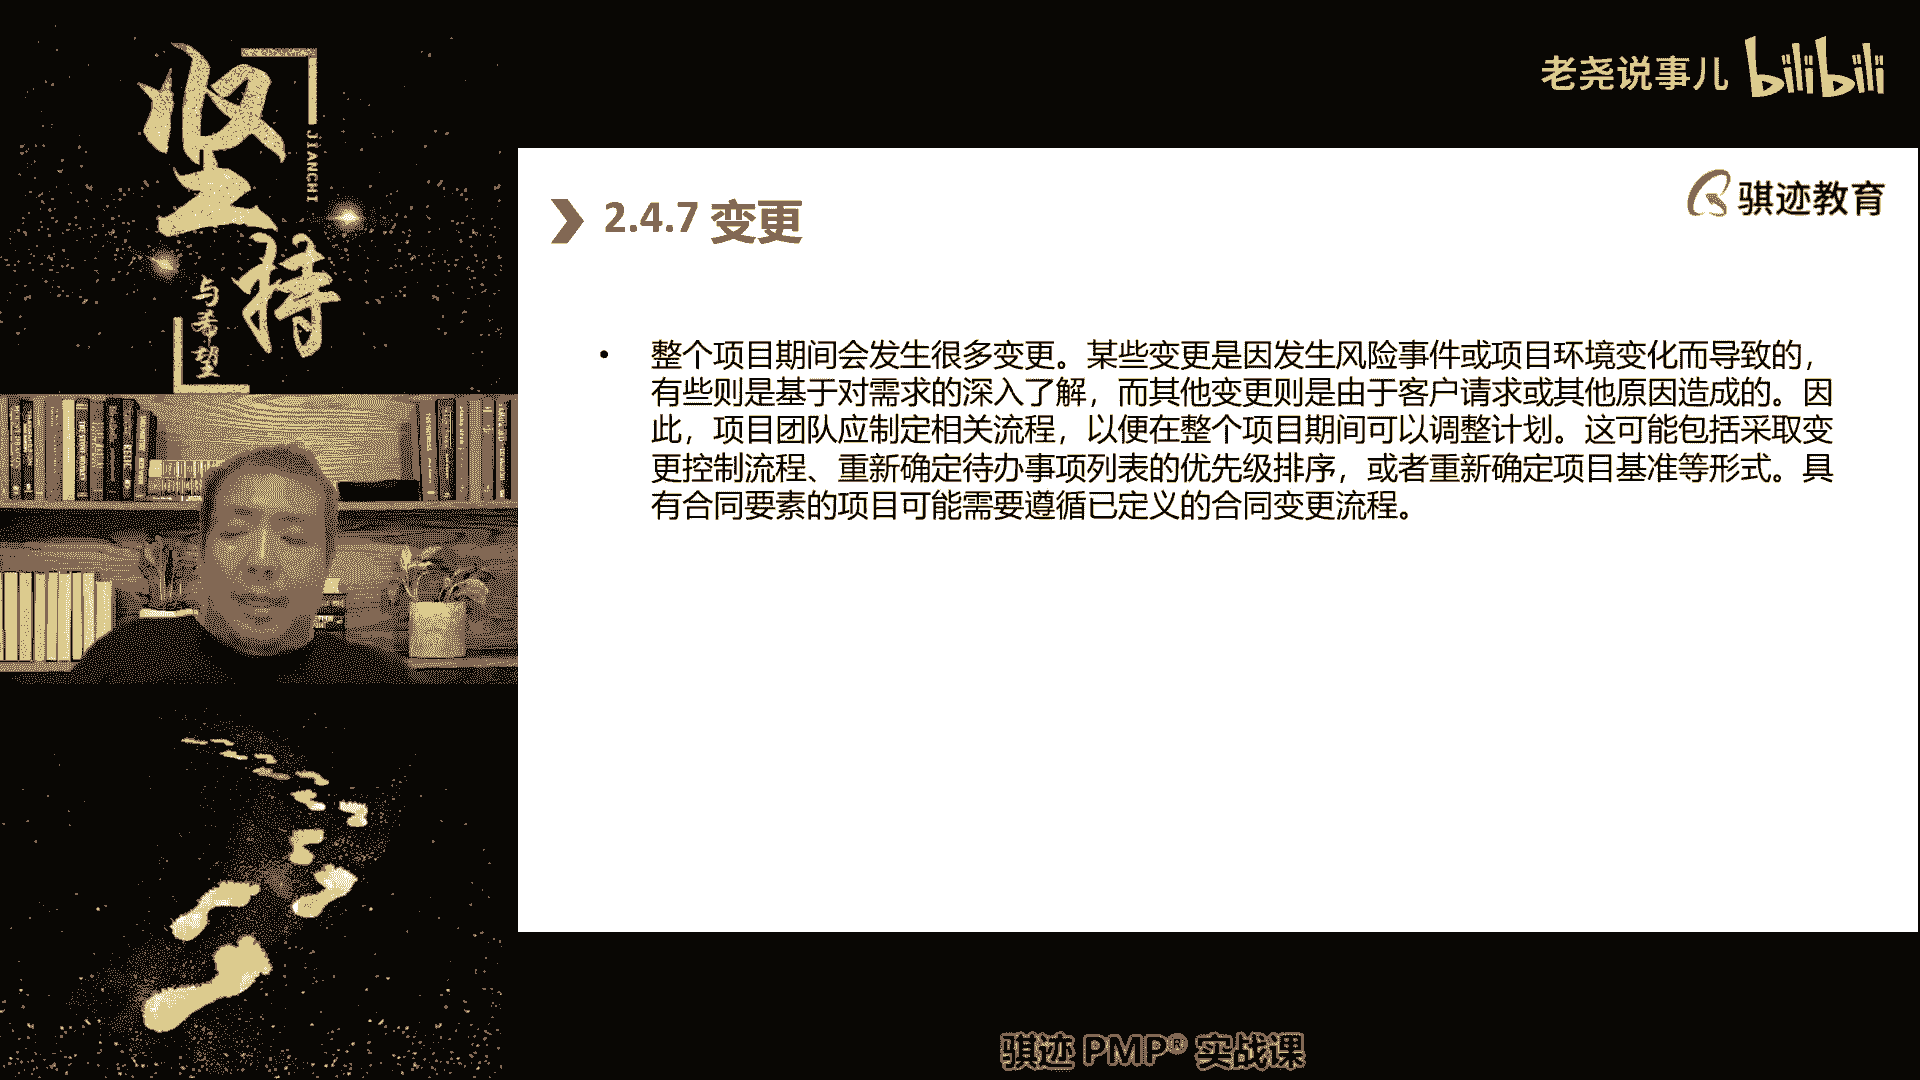 坚持
JIANCHI
与希望
老尧说事儿 bilibili
骐迹教育
2.4.7 变更
• 整个项目期间会发生很多变更。某些变更是因发生风险事件或项目环境变化而导致的，
有些则是基于对需求的深入了解，而其他变更则是由于客户请求或其他原因造成的。因
此，项目团队应制定相关流程，以便在整个项目期间可以调整计划。这可能包括采取变
更控制流程、重新确定待办事项列表的优先级排序，或者重新确定项目基准等形式。具
有合同要素的项目可能需要遵循已定义的合同变更流程。
骐迹 PMP® 实战课